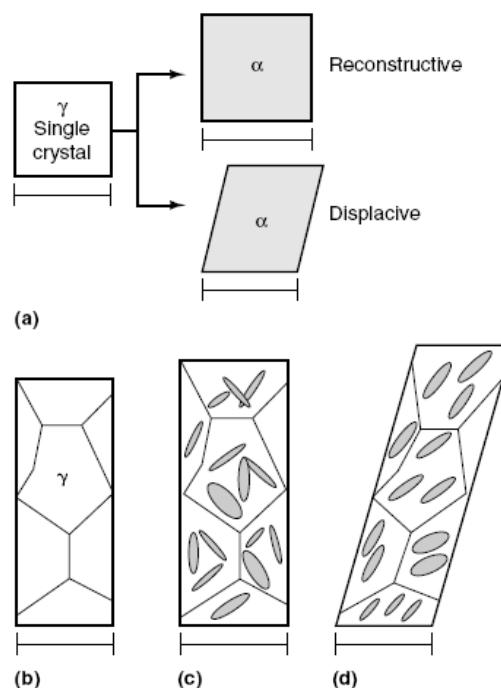 α
Reconstructive
γ
Single
crystal
α
Displacive
(a)
γ
(b)
(c)
(d)